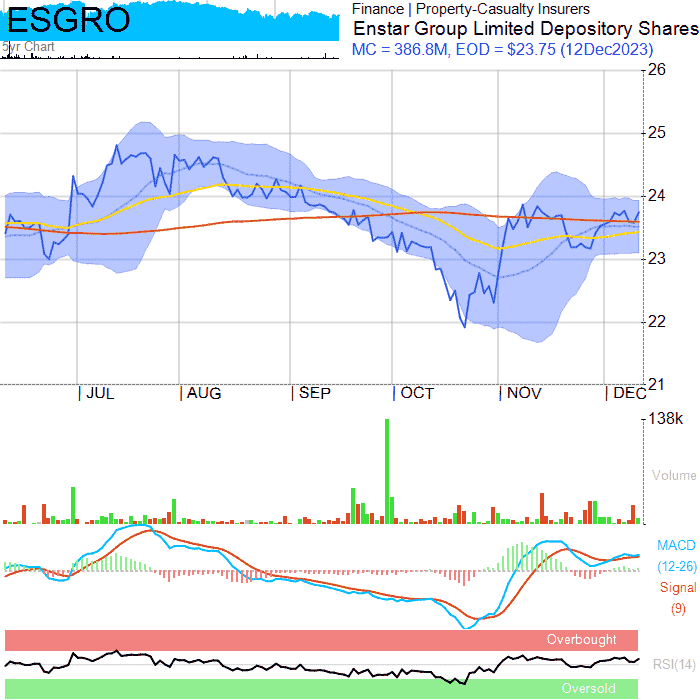 ESGRO
5yr Chart
Finance | Property-Casualty Insurers
Enstar Group Limited Depository Shares
MC = 386.8M, EOD = $23.75 (12Dec2023)
26
25
24
23
22
21
| JUL
| AUG
| SEP
| OCT
| NOV
| DEC
138k
Volume
MACD
(12-26)
Signal
(9)
Overbought
RSI(14)
Oversold